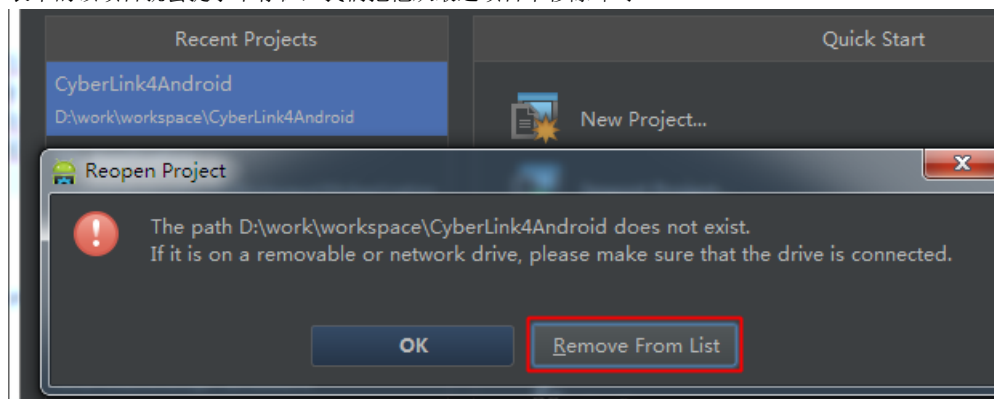 Recent Projects
Quick Start
CyberLink4Android
D:\work\workspace\CyberLink4Android
New Project...
Reopen Project
The path D:\work\workspace\CyberLink4Android does not exist.
If it is on a removable or network drive, please make sure that the drive is connected.
OK
Remove From List